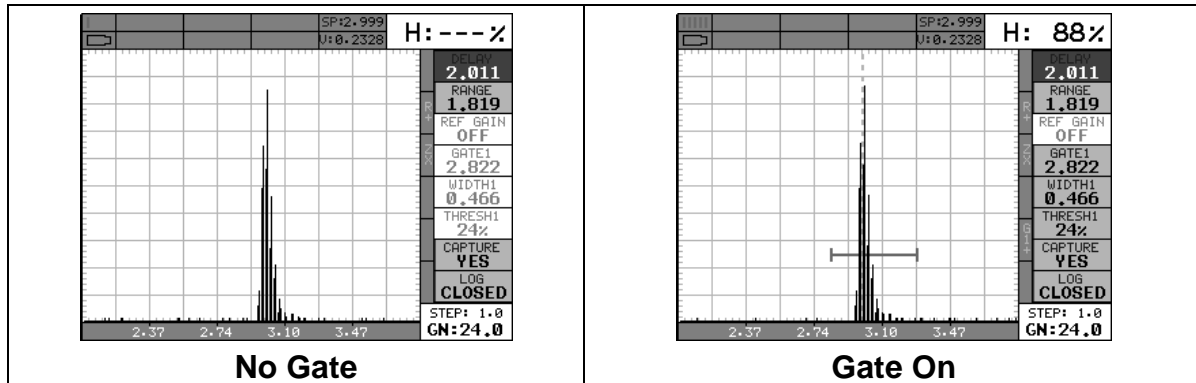 SP:2.999
V:0.2328
H:---%
DELAY
2.011
RANGE
1.819
REF GAIN
OFF
GATE1
2.822
WIDTH1
0.466
THRESH1
24%
CAPTURE
YES
LOG
CLOSED
STEP: 1.0
GN:24.0
R+
ZX
2.37 2.74 3.10 3.47
No Gate
SP:2.999
V:0.2328
H: 88%
DELAY
2.011
RANGE
1.819
REF GAIN
OFF
GATE1
2.822
WIDTH1
0.466
THRESH1
24%
CAPTURE
YES
LOG
CLOSED
STEP: 1.0
GN:24.0
R+
ZX
G1+
2.37 2.74 3.10 3.47
Gate On